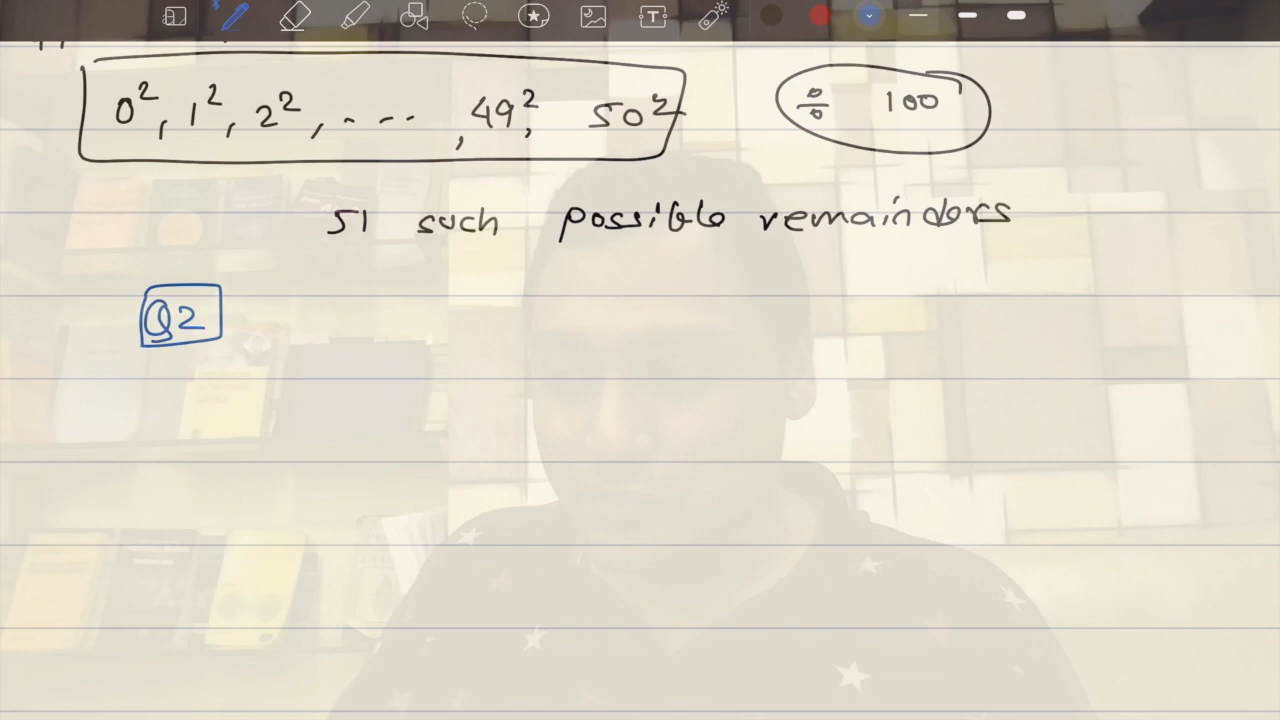 0², 1², 2², . - - - , 49², 50² ÷ 100
51 such possible remainders
Q2